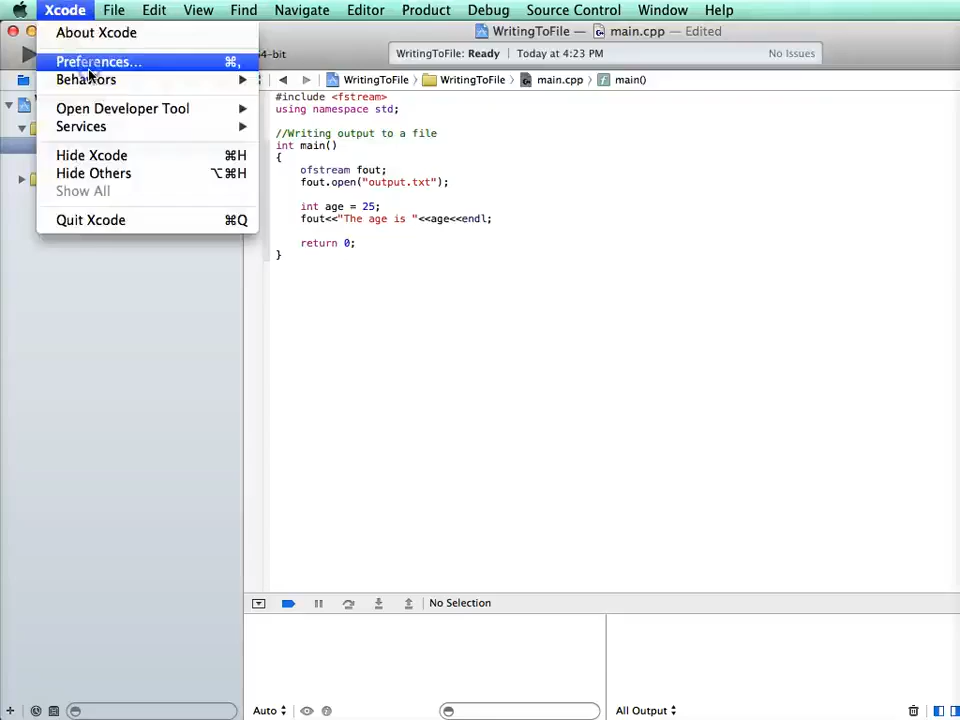 Xcode File Edit View Find Navigate Editor Product Debug Source Control Window Help
About Xcode
Preferences... ⌘,
Behaviors
Open Developer Tool
Services
Hide Xcode ⌘H
Hide Others ⌥⌘H
Show All
Quit Xcode ⌘Q
WritingToFile — main.cpp — Edited
4-bit
WritingToFile: Ready Today at 4:23 PM No Issues
WritingToFile WritingToFile main.cpp main()
#include <fstream>
using namespace std;
//Writing output to a file
int main()
{
ofstream fout;
fout.open("output.txt");
int age = 25;
fout<<"The age is "<<age<<endl;
return 0;
}
No Selection
Auto All Output